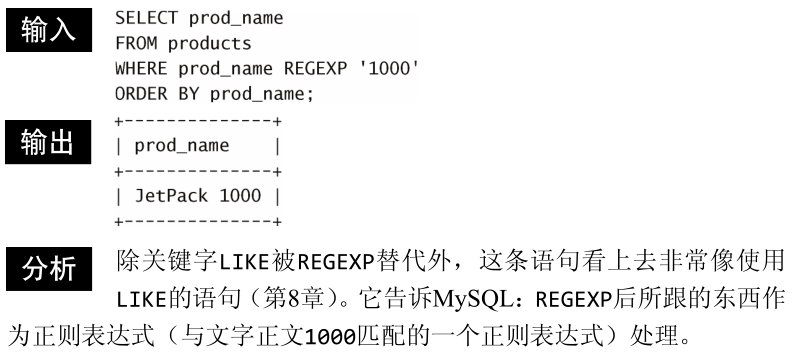 输入
SELECT prod_name
FROM products
WHERE prod_name REGEXP '1000'
ORDER BY prod_name;
输出
+--------------+
| prod_name    |
+--------------+
| JetPack 1000 |
+--------------+
分析 除关键字LIKE被REGEXP替代外，这条语句看上去非常像使用
LIKE的语句（第8章）。它告诉MySQL：REGEXP后所跟的东西作
为正则表达式（与文字正文1000匹配的一个正则表达式）处理。